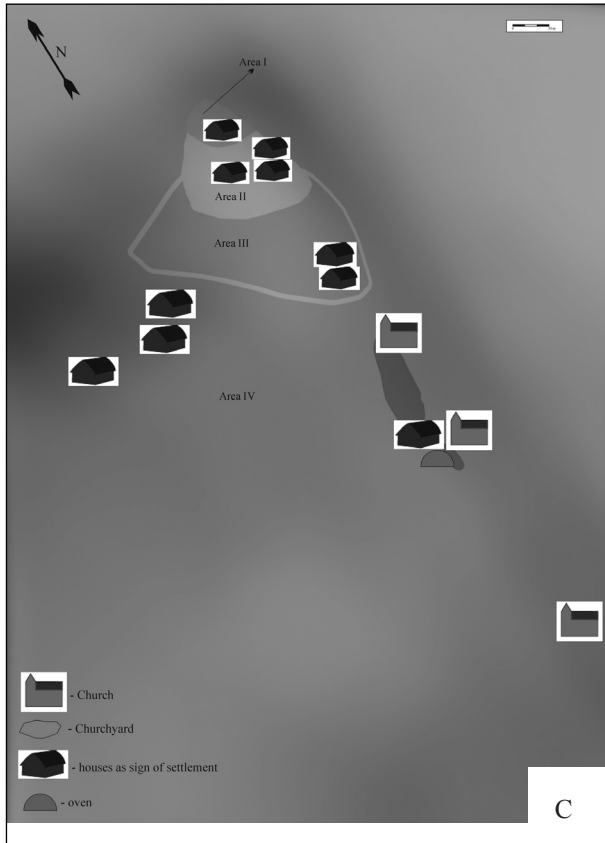 N
Area I
Area II
Area III
Area IV
- Church
- Churchyard
- houses as sign of settlement
- oven
C